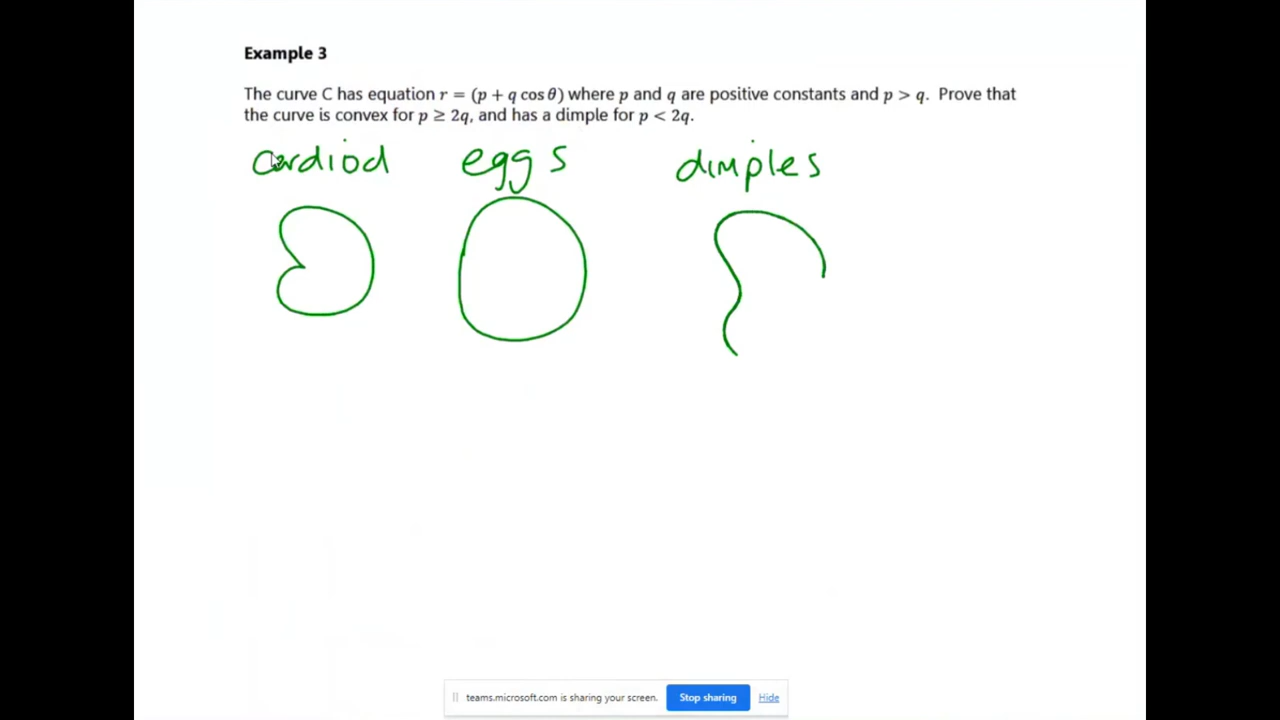 Example 3
The curve C has equation r = (p + q cos θ) where p and q are positive constants and p > q. Prove that
the curve is convex for p ≥ 2q, and has a dimple for p < 2q.
cardiod eggs dimples
teams.microsoft.com is sharing your screen. Stop sharing Hide